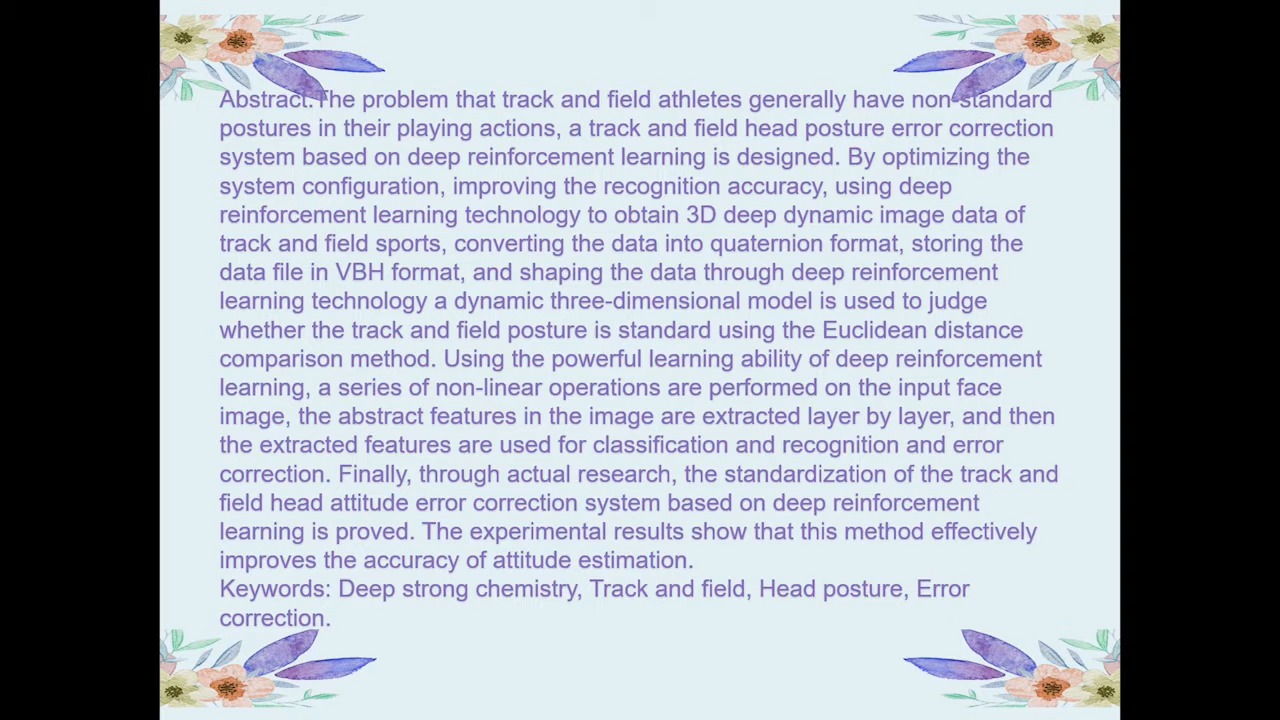 Abstract:The problem that track and field athletes generally have non-standard
postures in their playing actions, a track and field head posture error correction
system based on deep reinforcement learning is designed. By optimizing the
system configuration, improving the recognition accuracy, using deep
reinforcement learning technology to obtain 3D deep dynamic image data of
track and field sports, converting the data into quaternion format, storing the
data file in VBH format, and shaping the data through deep reinforcement
learning technology a dynamic three-dimensional model is used to judge
whether the track and field posture is standard using the Euclidean distance
comparison method. Using the powerful learning ability of deep reinforcement
learning, a series of non-linear operations are performed on the input face
image, the abstract features in the image are extracted layer by layer, and then
the extracted features are used for classification and recognition and error
correction. Finally, through actual research, the standardization of the track and
field head attitude error correction system based on deep reinforcement
learning is proved. The experimental results show that this method effectively
improves the accuracy of attitude estimation.
Keywords: Deep strong chemistry, Track and field, Head posture, Error
correction.